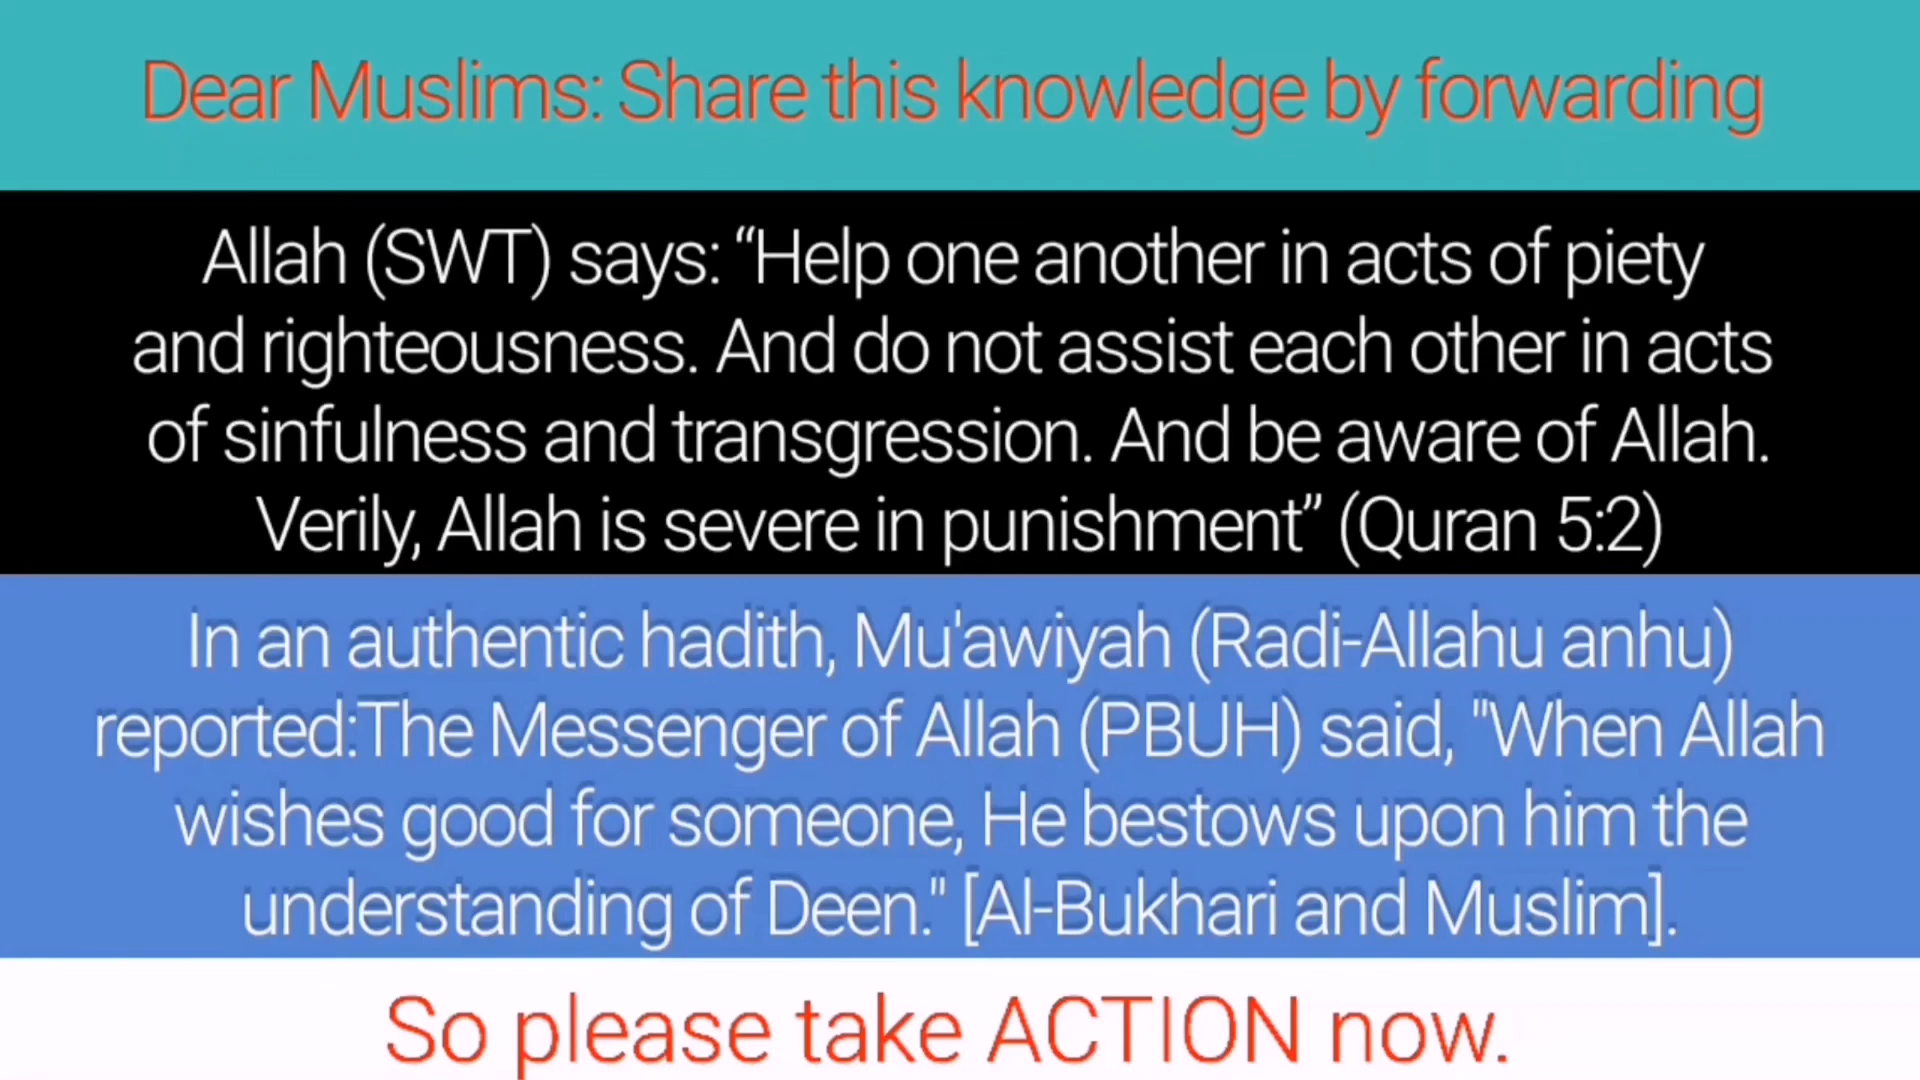 Dear Muslims: Share this knowledge by forwarding
Allah (SWT) says: “Help one another in acts of piety
and righteousness. And do not assist each other in acts
of sinfulness and transgression. And be aware of Allah.
Verily, Allah is severe in punishment” (Quran 5:2)
In an authentic hadith, Mu'awiyah (Radi-Allahu anhu)
reported:The Messenger of Allah (PBUH) said, "When Allah
wishes good for someone, He bestows upon him the
understanding of Deen." [Al-Bukhari and Muslim].
So please take ACTION now.